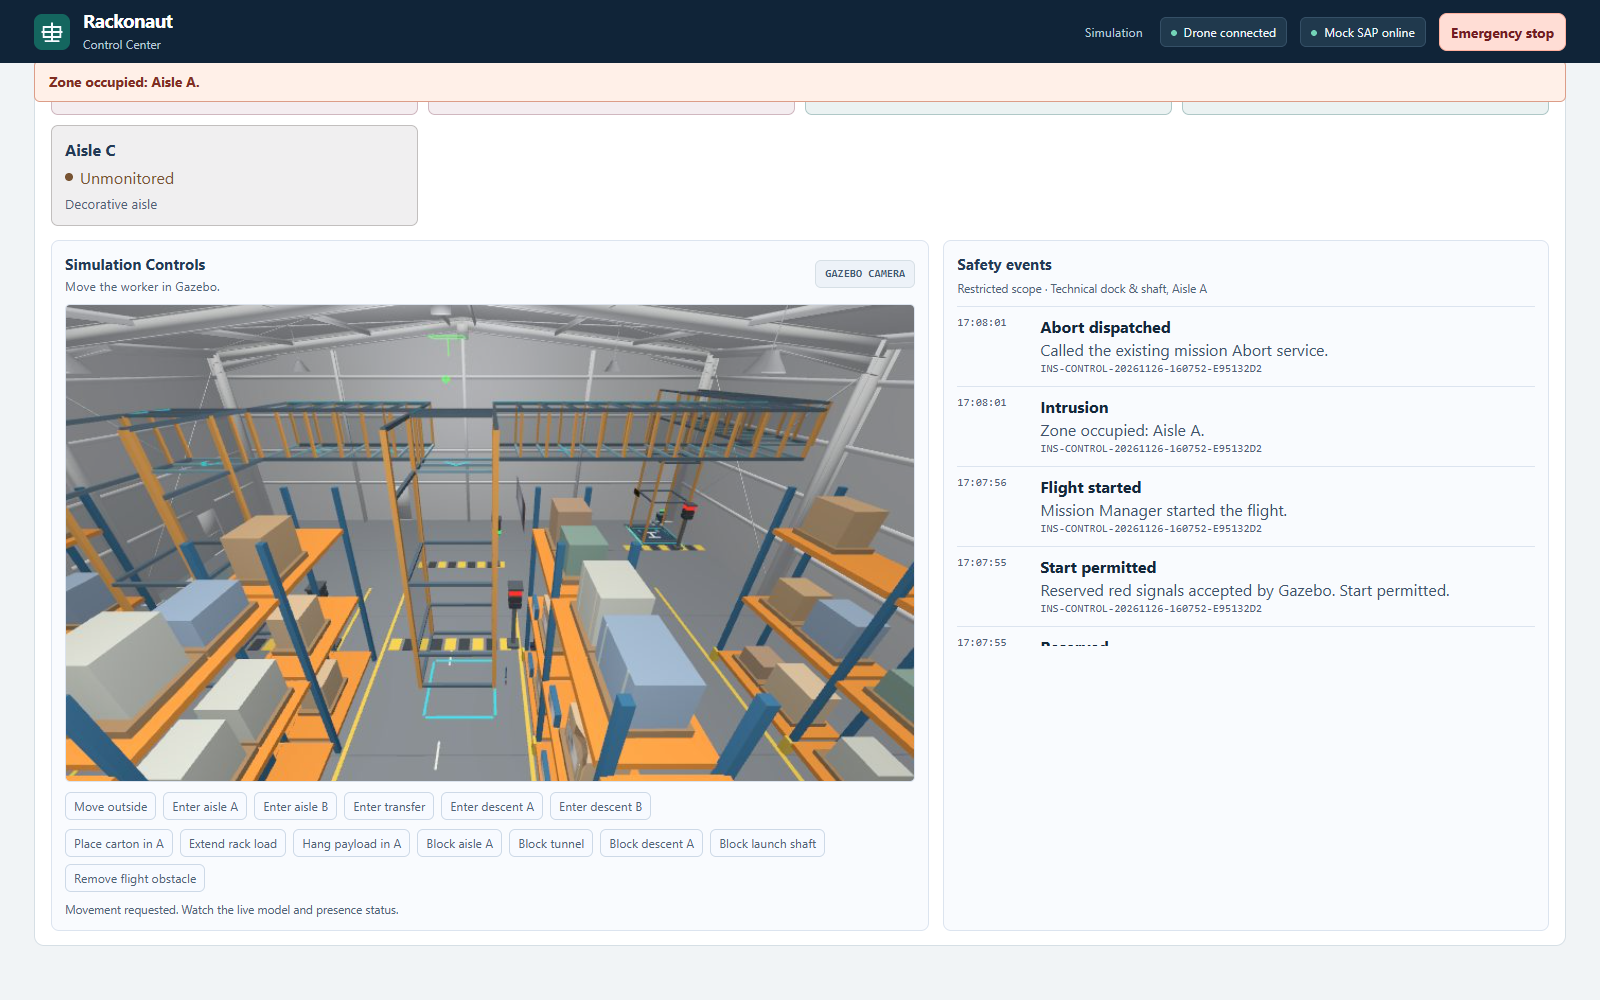 Rackonaut
Control Center
Simulation
Drone connected
Mock SAP online
Emergency stop
Zone occupied: Aisle A.
Aisle C
Unmonitored
Decorative aisle
Simulation Controls
Move the worker in Gazebo.
GAZEBO CAMERA
Move outside
Enter aisle A
Enter aisle B
Enter transfer
Enter descent A
Enter descent B
Place carton in A
Extend rack load
Hang payload in A
Block aisle A
Block tunnel
Block descent A
Block launch shaft
Remove flight obstacle
Movement requested. Watch the live model and presence status.
Safety events
Restricted scope · Technical dock & shaft, Aisle A
17:08:01
Abort dispatched
Called the existing mission Abort service.
INS-CONTROL-20261126-160752-E95132D2
17:08:01
Intrusion
Zone occupied: Aisle A.
INS-CONTROL-20261126-160752-E95132D2
17:07:56
Flight started
Mission Manager started the flight.
INS-CONTROL-20261126-160752-E95132D2
17:07:55
Start permitted
Reserved red signals accepted by Gazebo. Start permitted.
INS-CONTROL-20261126-160752-E95132D2
17:07:55
Reserved